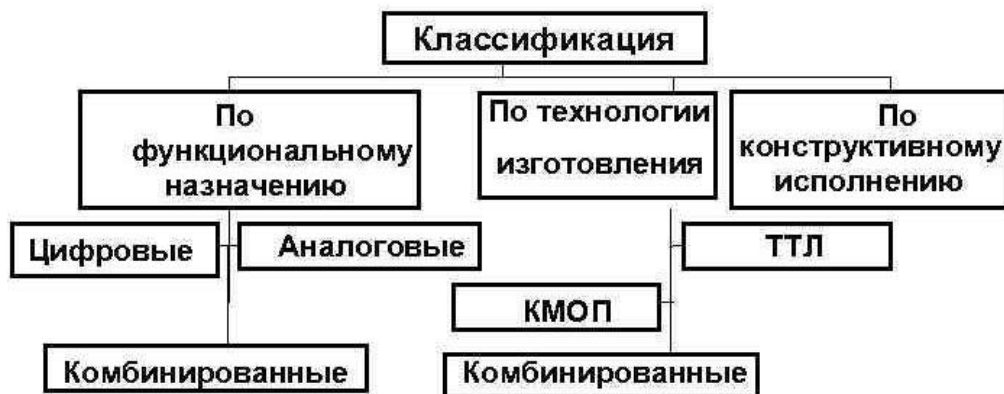 Классификация
По
функциональному
назначению
По технологии
изготовления
По
конструктивному
исполнению
Цифровые
Аналоговые
ТТЛ
КМОП
Комбинированные
Комбинированные